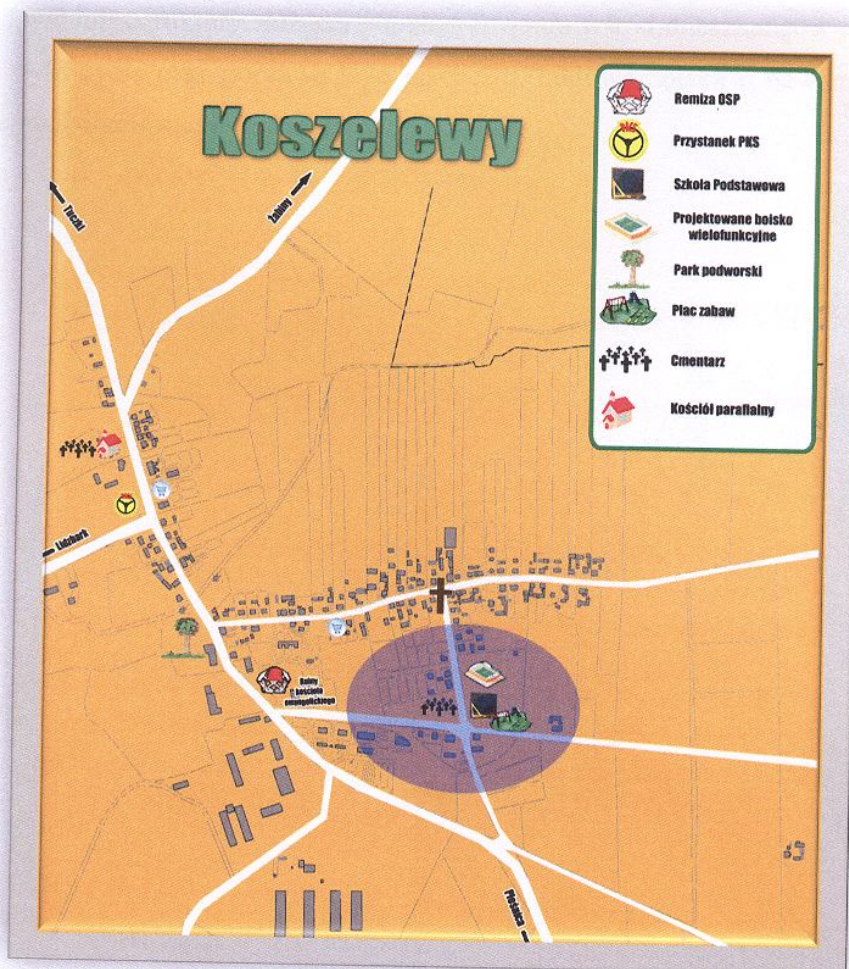 Koszelewy
Remiza OSP
Przystanek PKS
Szkoła Podstawowa
Projektowane boisko
wielofunkcyjne
Park podworski
Plac zabaw
Cmentarz
Kościół parafialny
Tuczki
Żabiny
Lidzbark
Ruiny
kościoła
ewangelickiego
Płośnica